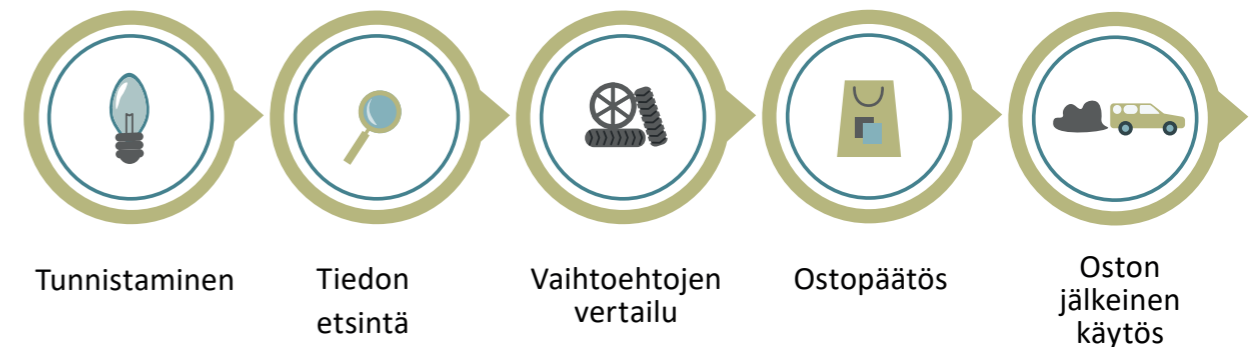 Tunnistaminen
Tiedon
etsintä
Vaihtoehtojen
vertailu
Ostopäätös
Oston
jälkeinen
käytös